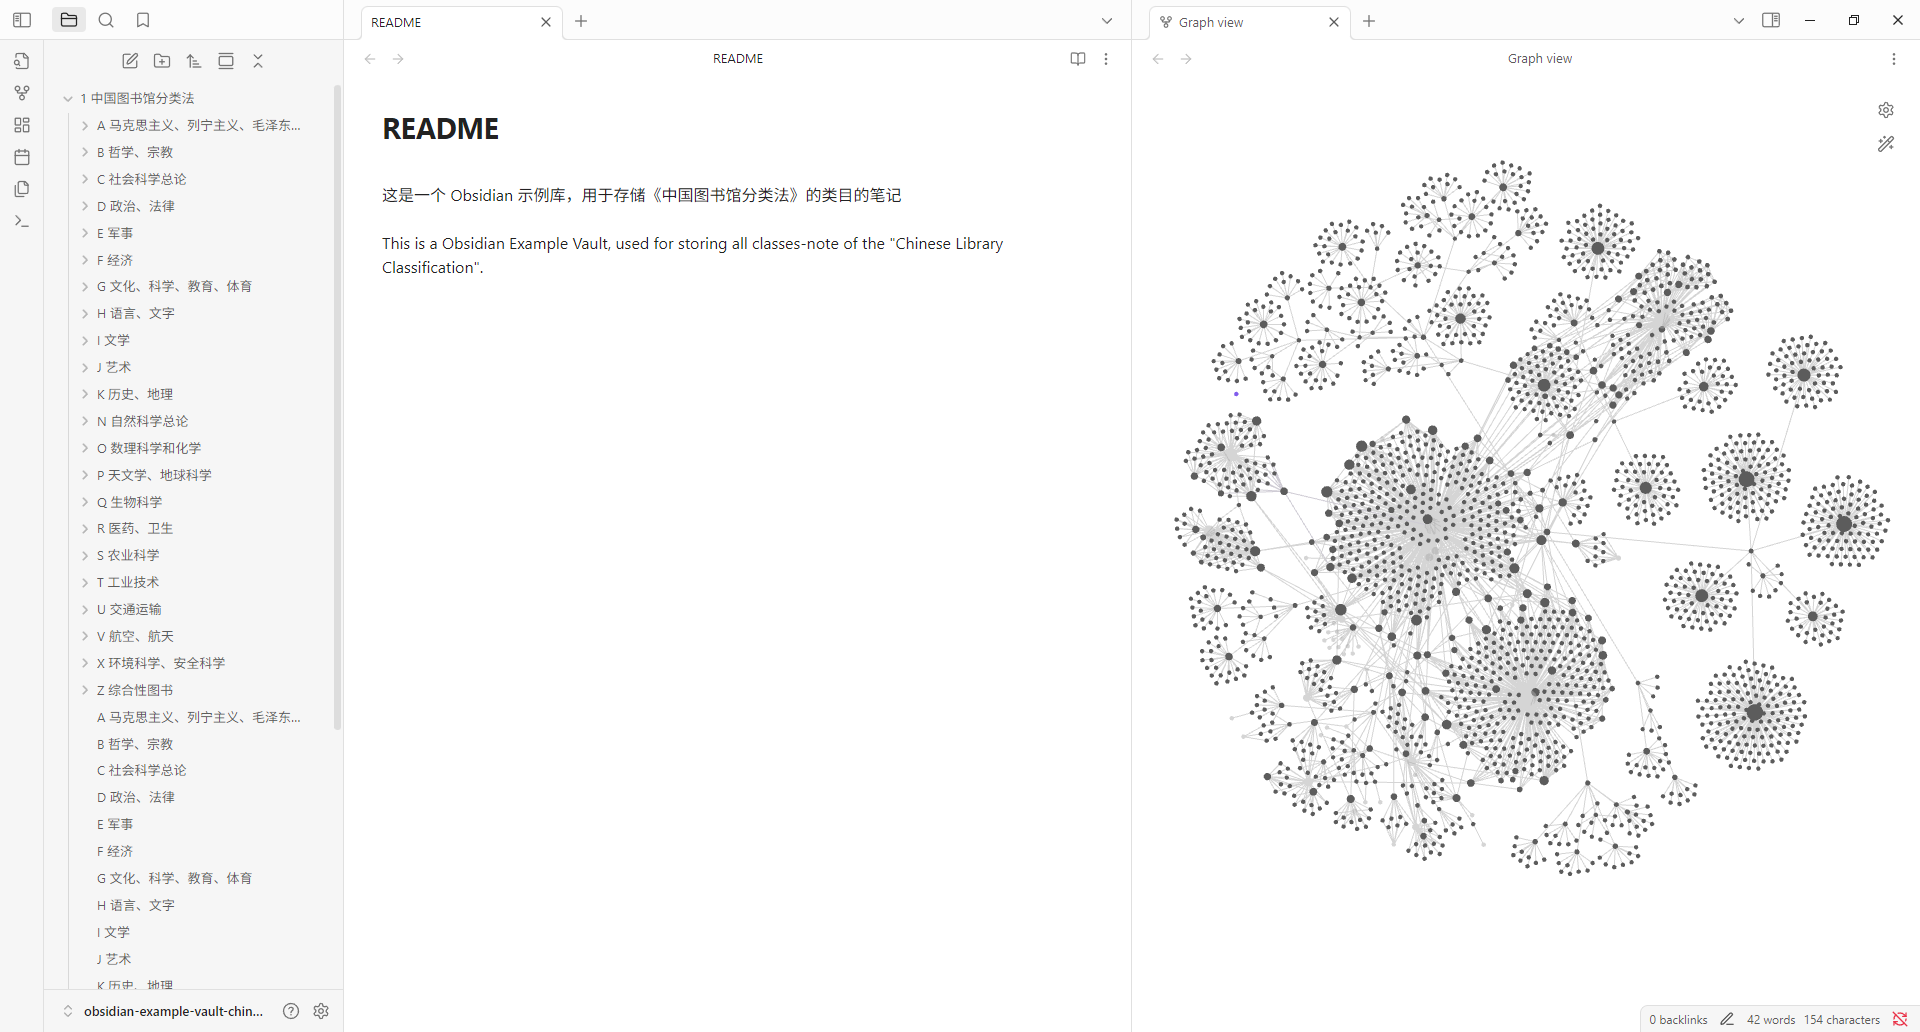 README
Graph view
README
Graph view
1 中国图书馆分类法
A 马克思主义、列宁主义、毛泽东...
B 哲学、宗教
C 社会科学总论
D 政治、法律
E 军事
F 经济
G 文化、科学、教育、体育
H 语言、文字
I 文学
J 艺术
K 历史、地理
N 自然科学总论
O 数理科学和化学
P 天文学、地球科学
Q 生物科学
R 医药、卫生
S 农业科学
T 工业技术
U 交通运输
V 航空、航天
X 环境科学、安全科学
Z 综合性图书
A 马克思主义、列宁主义、毛泽东...
B 哲学、宗教
C 社会科学总论
D 政治、法律
E 军事
F 经济
G 文化、科学、教育、体育
H 语言、文字
I 文学
J 艺术
K 历史、地理
obsidian-example-vault-chin...
README
这是一个 Obsidian 示例库，用于存储《中国图书馆分类法》的类目的笔记
This is a Obsidian Example Vault, used for storing all classes-note of the "Chinese Library
Classification".
0 backlinks
42 words
154 characters